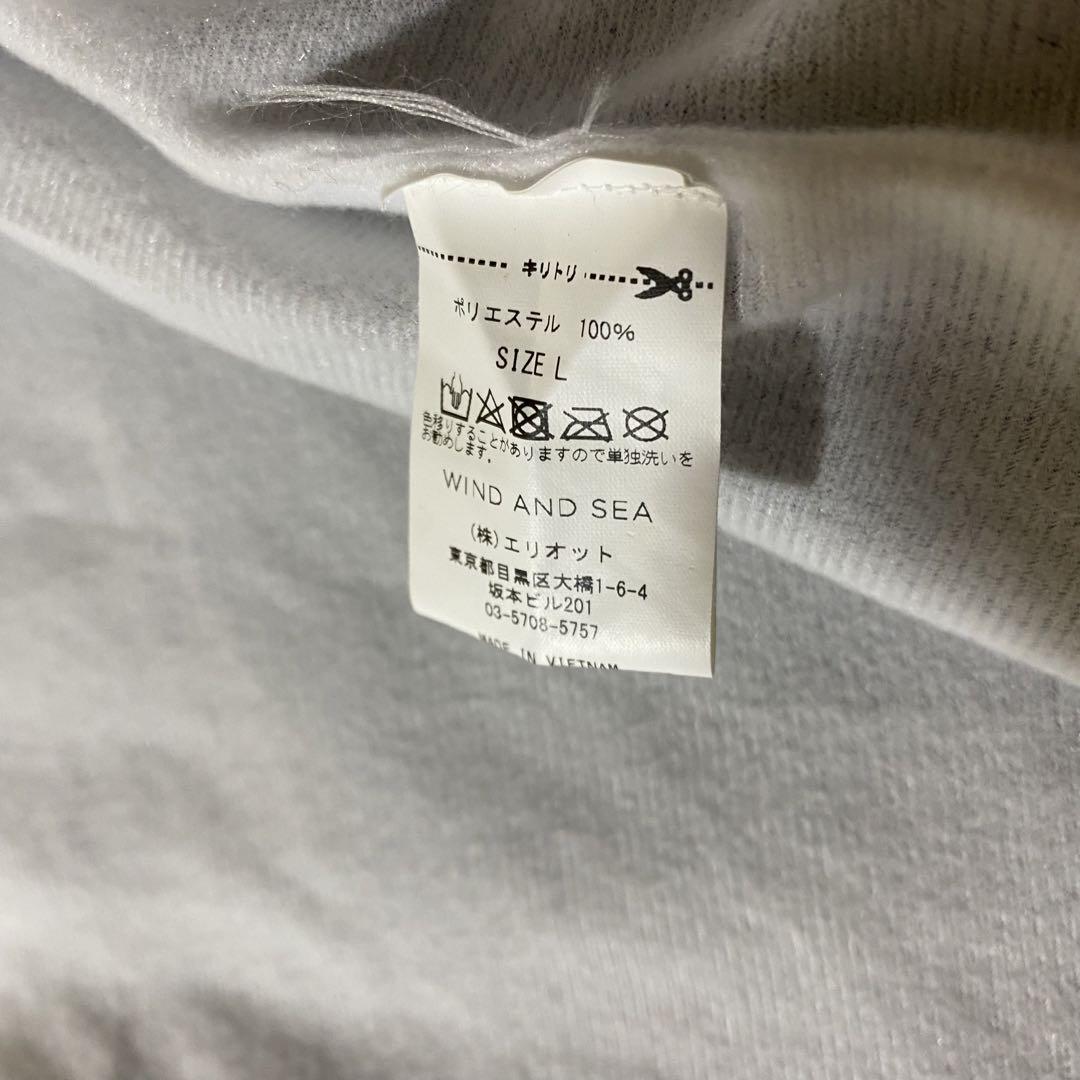 キリトリ
ポリエステル 100%
SIZE L
色移りすることがありますので単独洗いを
お勧めします。
WIND AND SEA
(株)エリオット
東京都目黒区大橋1-6-4
坂本ビル201
03-5708-5757
MADE IN VIETNAM